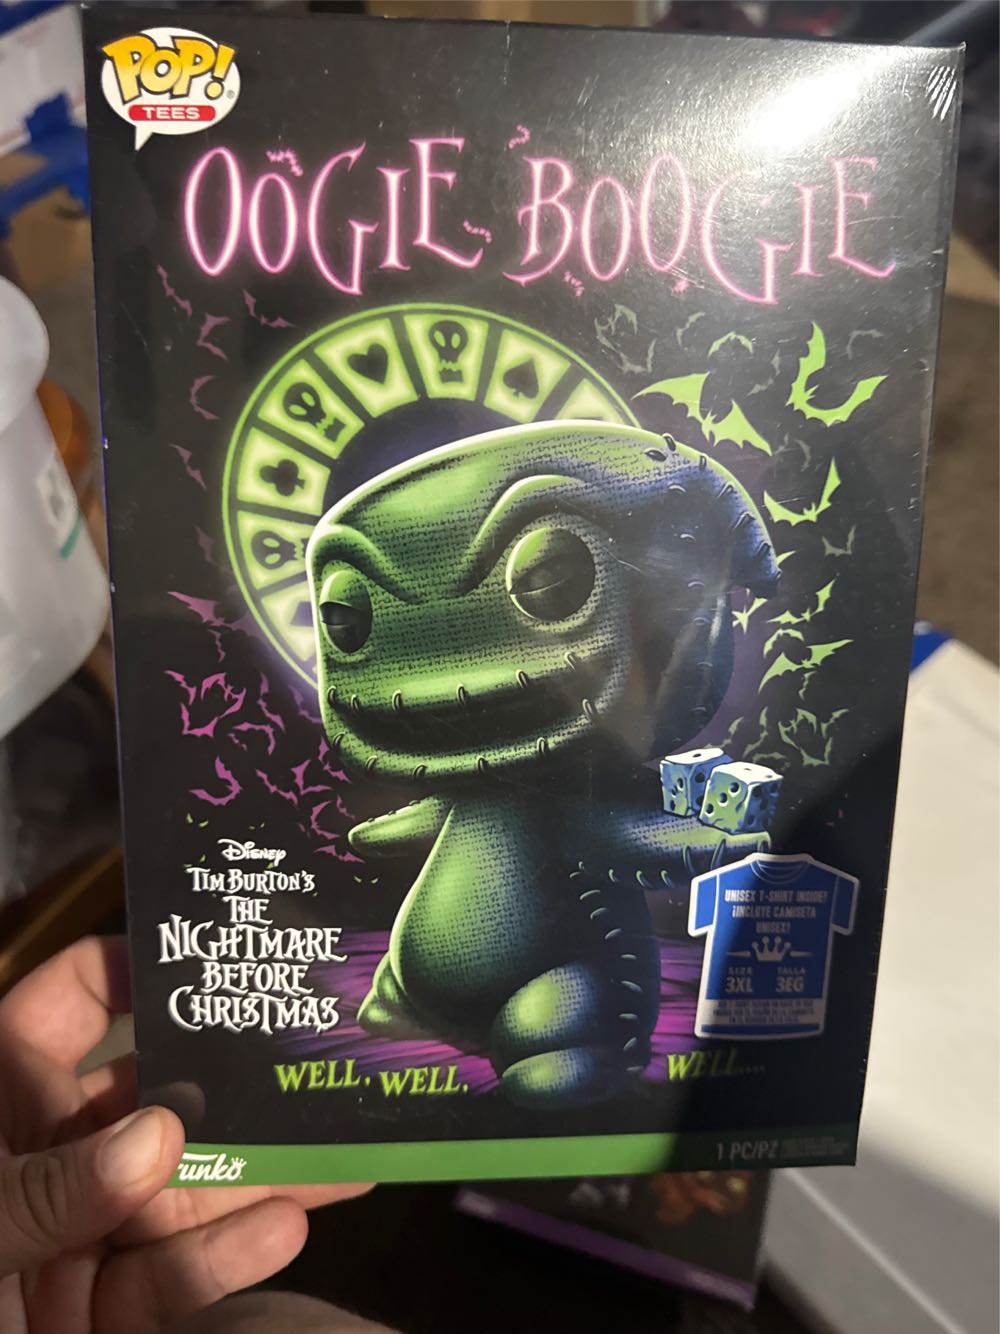 POP!
TEES
OOGIE BOOGIE
Disney
TIM BURTON'S
THE
NIGHTMARE
BEFORE
CHRISTMAS
UNISEX T-SHIRT INSIDE!
¡INCLUYE CAMISETA
UNISEX!
SIZE TALLA
3XL 3EG
WELL, WELL, WELL....
Funko
1 PC/PZ